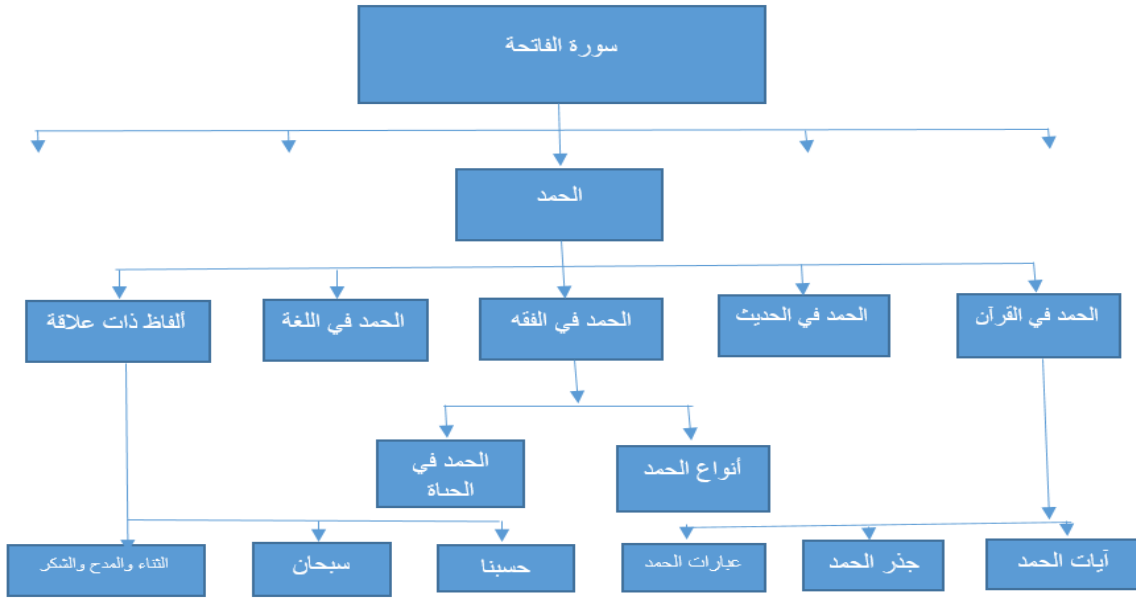 سورة الفاتحة
الحمد
الحمد في القرآن
الحمد في الحديث
الحمد في الفقه
الحمد في اللغة
ألفاظ ذات علاقة
أنواع الحمد
الحمد في
الحياة
آيات الحمد
جذر الحمد
عبارات الحمد
حسبنا
سبحان
الثناء والمدح والشكر